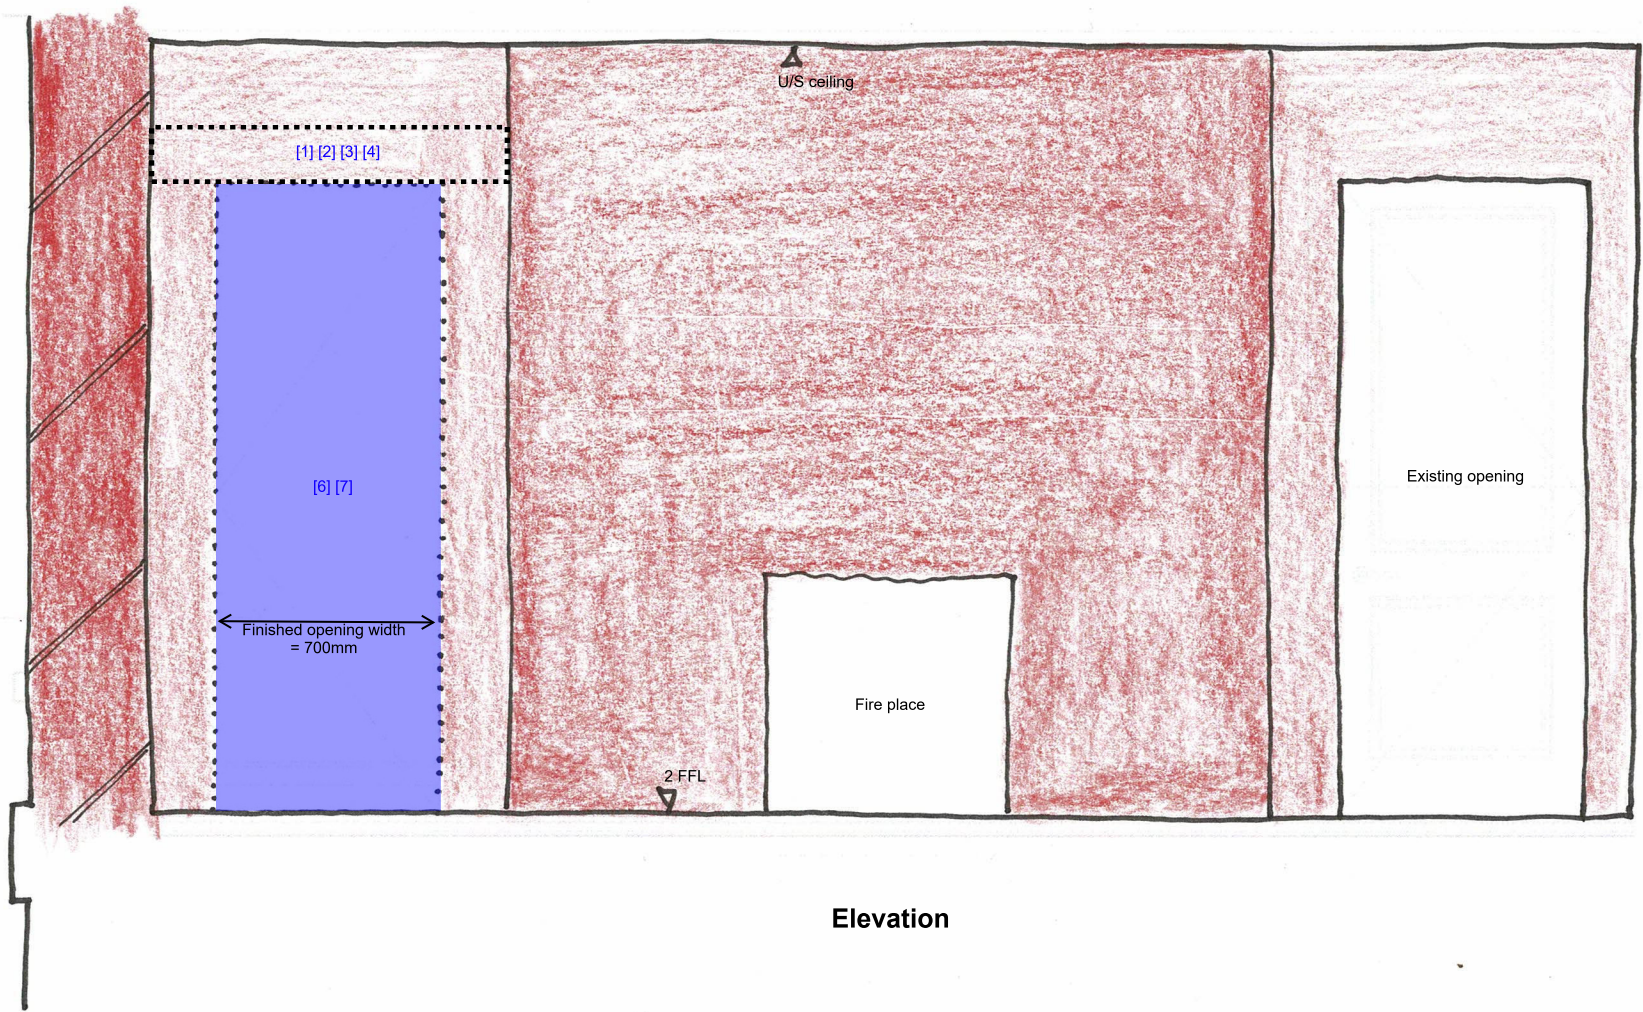 U/S ceiling
[1] [2] [3] [4]
[6] [7]
Existing opening
Finished opening width
= 700mm
Fire place
2 FFL
Elevation